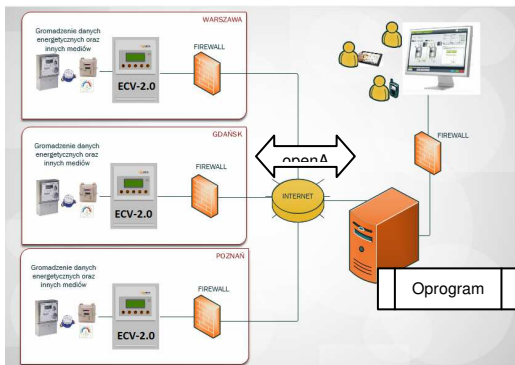 WARSZAWA
Gromadzenie danych
energetycznych oraz
innych mediów
FIREWALL
ECV-2.0
GDAŃSK
Gromadzenie danych
energetycznych oraz
innych mediów
FIREWALL
ECV-2.0
openA
INTERNET
FIREWALL
Oprogram
POZNAŃ
Gromadzenie danych
energetycznych oraz
innych mediów
FIREWALL
ECV-2.0